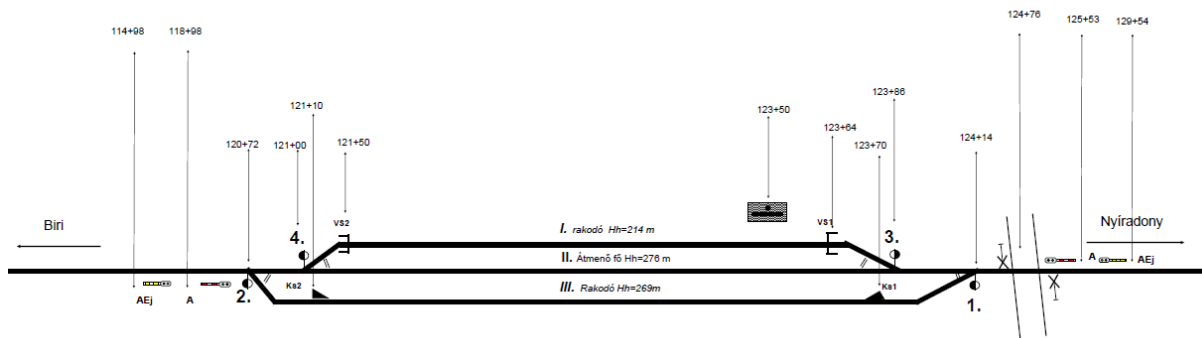 124+76
125+53
129+54
114+98
118+98
121+10
123+50
123+86
120+72
121+00
121+50
123+64
123+70
124+14
Biri
Nyíradony
4.
VS2
I. rakodó Hh=214 m
VS1
3.
II. Átmenő fő Hh=276 m
A
AEj
AEj
A
2.
Ks2
III. Rakodó Hh=269m
Ka1
1.